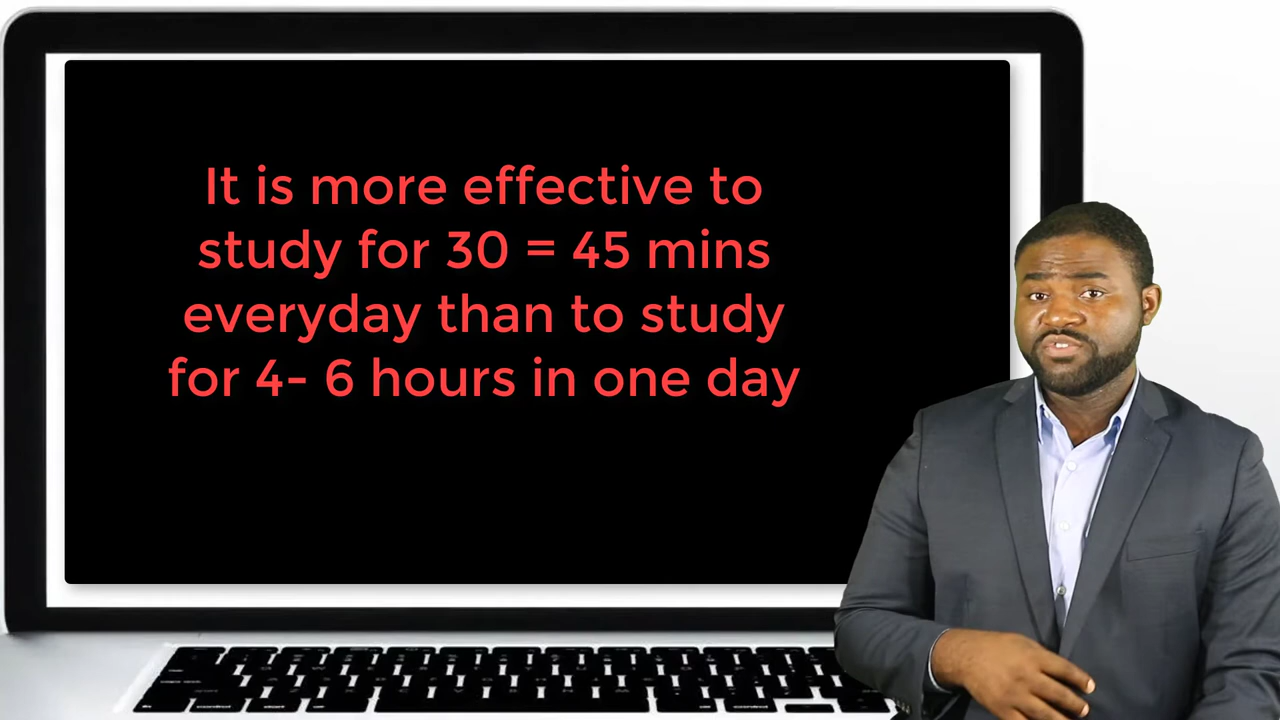 It is more effective to
study for 30 = 45 mins
everyday than to study
for 4- 6 hours in one day